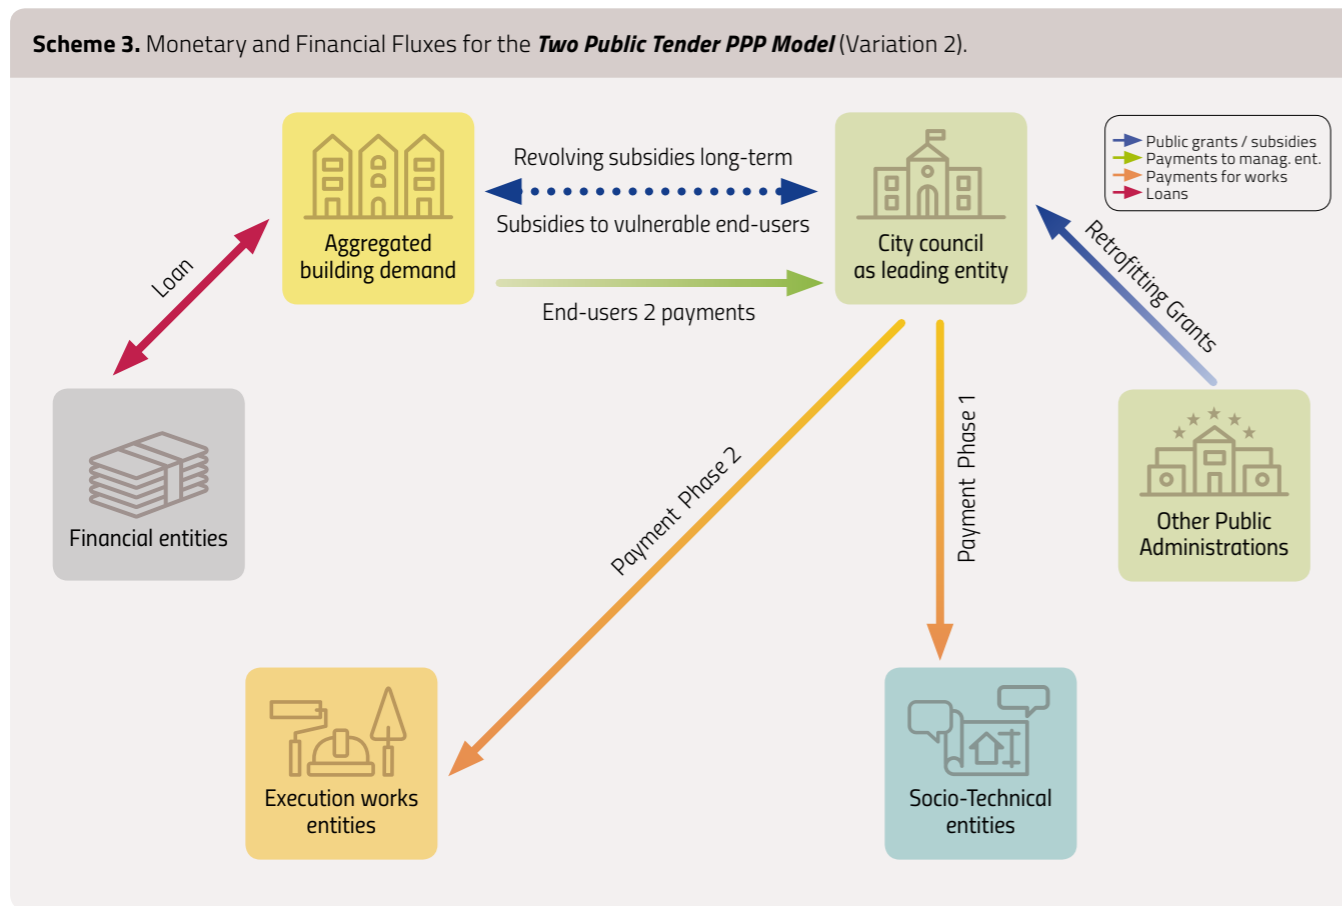 Scheme 3. Monetary and Financial Fluxes for the Two Public Tender PPP Model (Variation 2).
Public grants / subsidies
Payments to manag. ent.
Payments for works
Loans
Revolving subsidies long-term
Subsidies to vulnerable end-users
End-users 2 payments
Aggregated
building demand
City council
as leading entity
Loan
Retrofitting Grants
Financial entities
Payment Phase 2
Payment Phase 1
Other Public
Administrations
Execution works
entities
Socio-Technical
entities